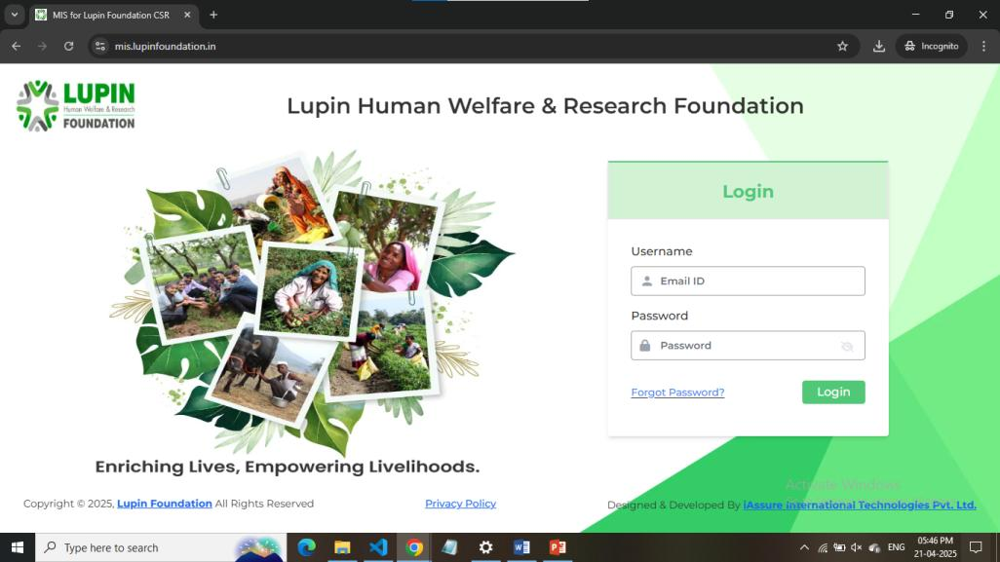 MIS for Lupin Foundation CSR
mis.lupinfoundation.in
Incognito
LUPIN
Human Welfare & Research
FOUNDATION
Lupin Human Welfare & Research Foundation
Login
Username
Email ID
Password
Password
Forgot Password?
Login
Enriching Lives, Empowering Livelihoods.
Activate Windows
Copyright © 2025, Lupin Foundation All Rights Reserved
Privacy Policy
Designed & Developed By iAssure International Technologies Pvt. Ltd.
Type here to search
ENG
05:46 PM
21-04-2025